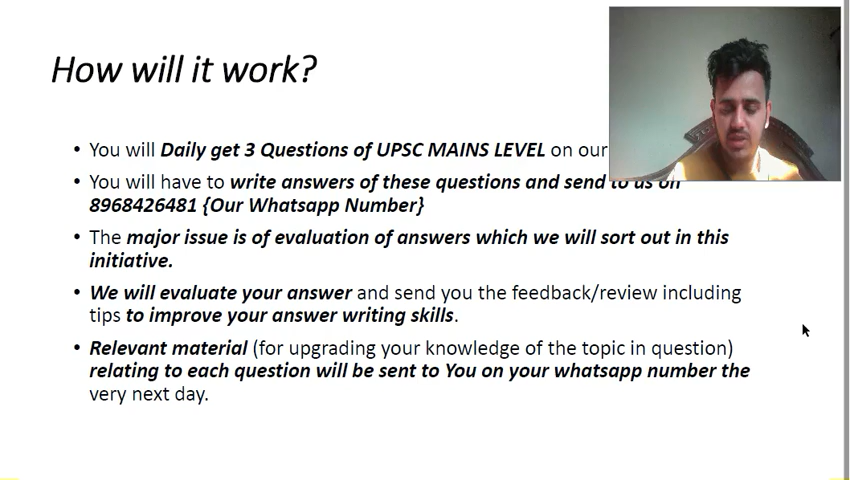 How will it work?
• You will Daily get 3 Questions of UPSC MAINS LEVEL on our
• You will have to write answers of these questions and send to us on
8968426481 {Our Whatsapp Number}
• The major issue is of evaluation of answers which we will sort out in this
initiative.
• We will evaluate your answer and send you the feedback/review including
tips to improve your answer writing skills.
• Relevant material (for upgrading your knowledge of the topic in question)
relating to each question will be sent to You on your whatsapp number the
very next day.